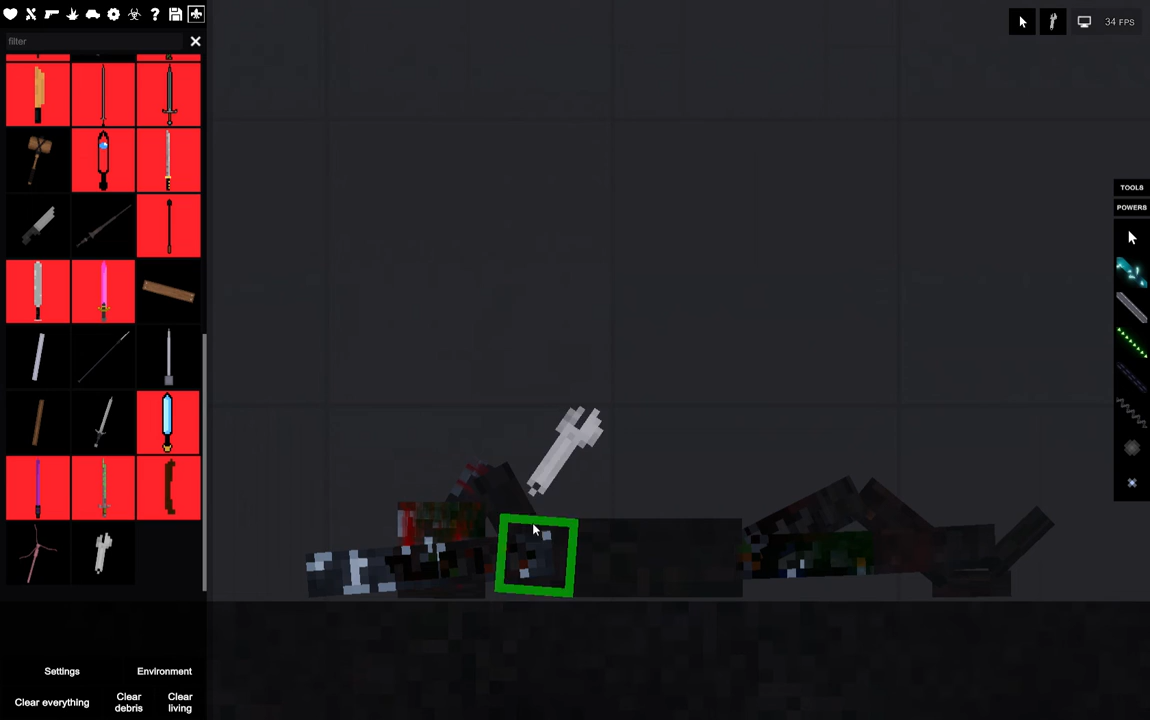 filter
34 FPS
TOOLS
POWERS
Settings
Environment
Clear everything
Clear debris
Clear living